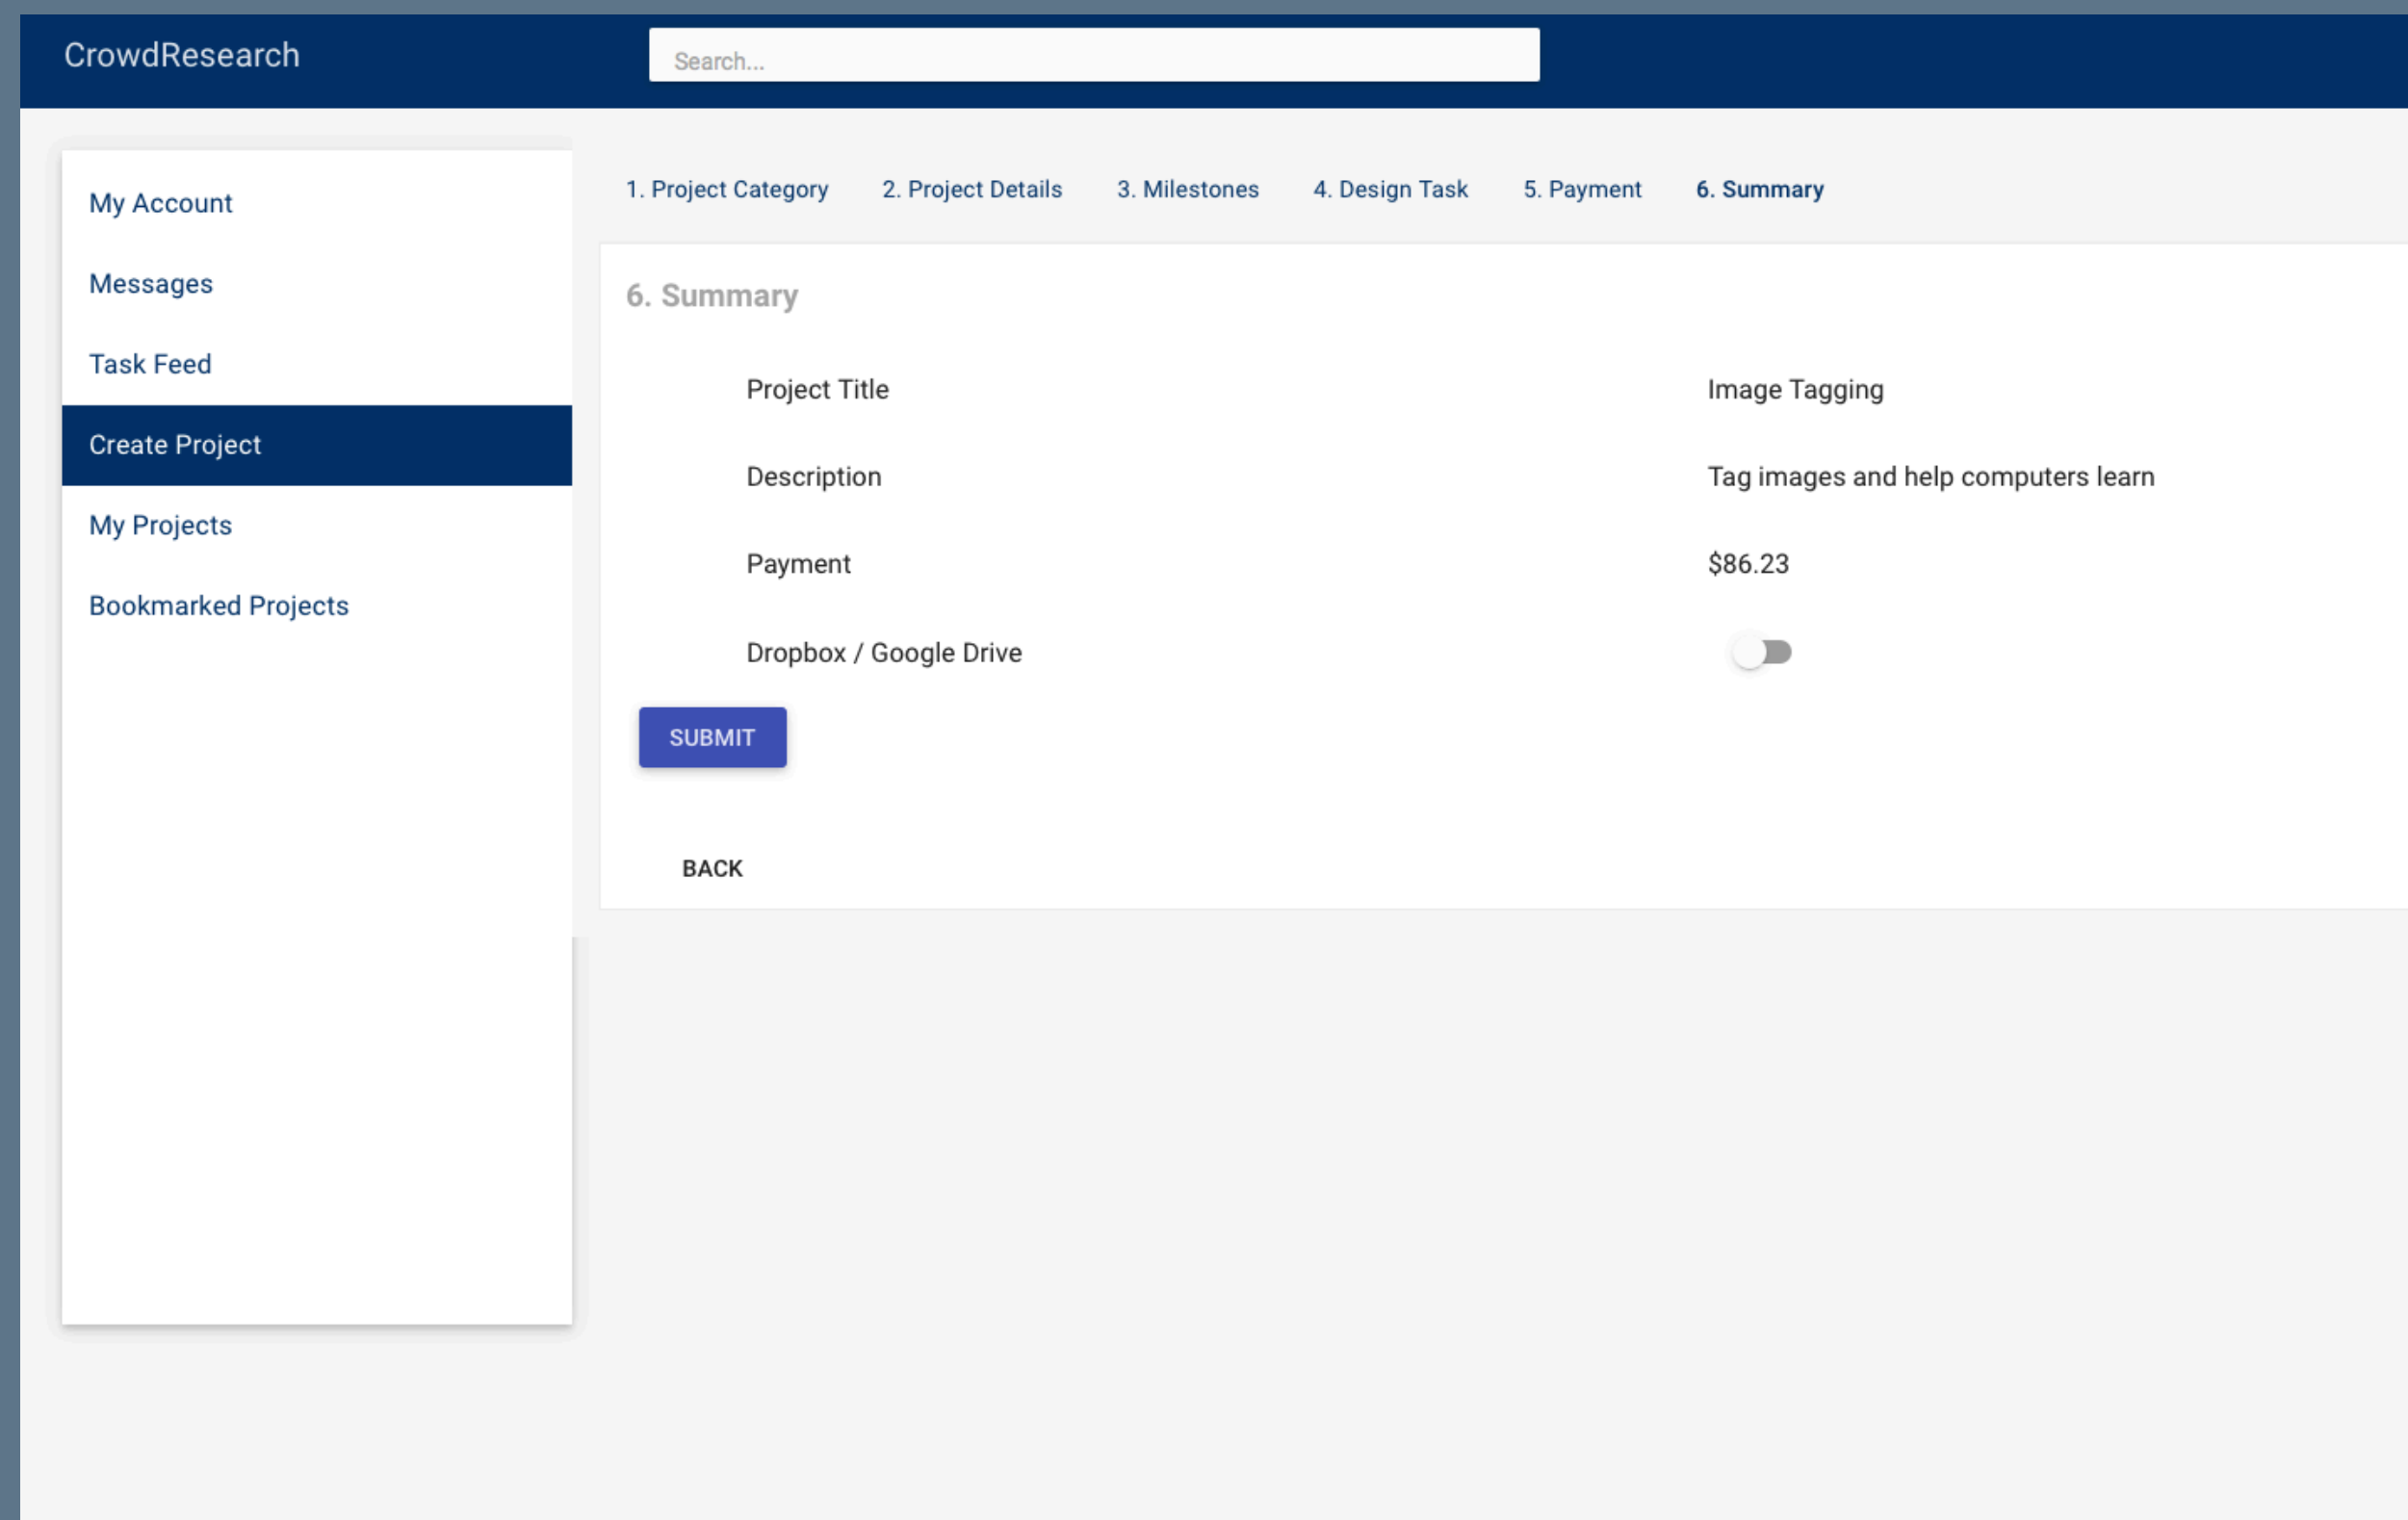 CrowdResearch
Search...
My Account
Messages
Task Feed
Create Project
My Projects
Bookmarked Projects
1. Project Category 2. Project Details 3. Milestones 4. Design Task 5. Payment 6. Summary
6. Summary
Project Title Image Tagging
Description Tag images and help computers learn
Payment $86.23
Dropbox / Google Drive
SUBMIT
BACK